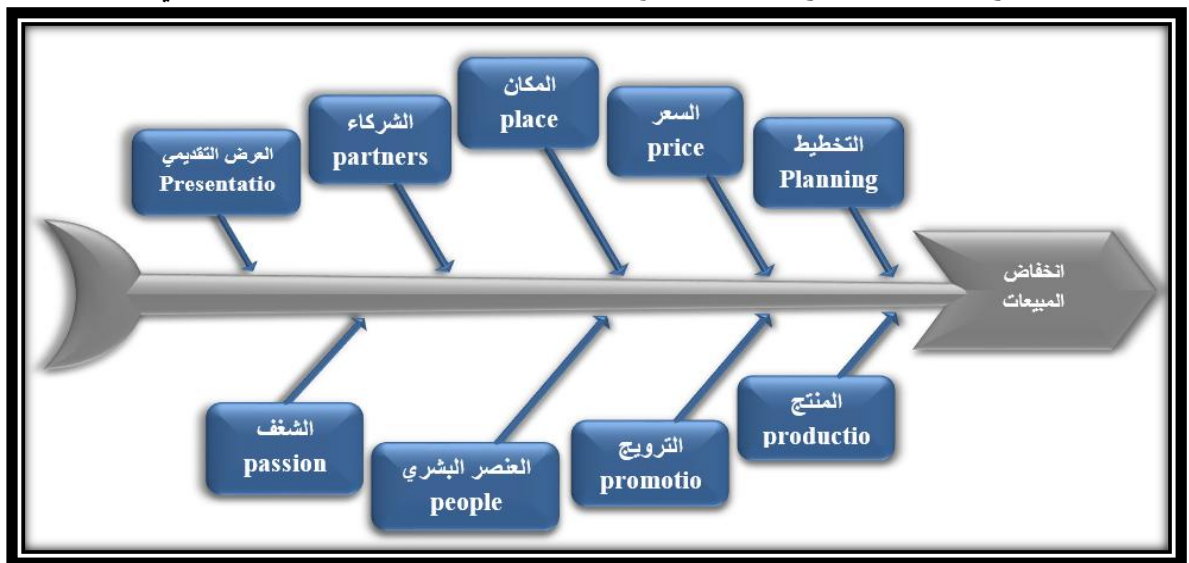 المكان
place
السعر
price
الشركاء
partners
التخطيط
Planning
العرض التقديمي
Presentatio
انخفاض
المبيعات
المنتج
productio
الشغف
passion
الترويج
promotio
العنصر البشري
people